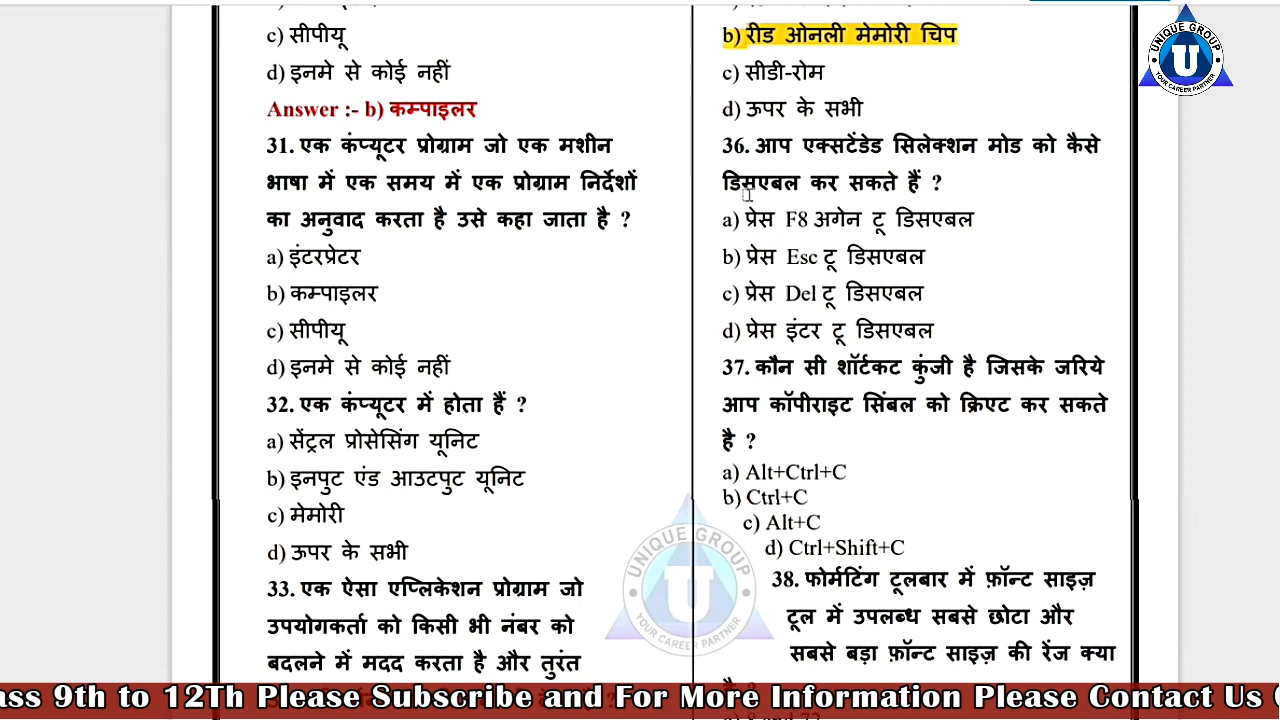 c) सीपीयू
d) इनमे से कोई नहीं
Answer :- b) कम्पाइलर
31. एक कंप्यूटर प्रोग्राम जो एक मशीन
भाषा में एक समय में एक प्रोग्राम निर्देशों
का अनुवाद करता है उसे कहा जाता है ?
a) इंटरप्रेटर
b) कम्पाइलर
c) सीपीयू
d) इनमे से कोई नहीं
32. एक कंप्यूटर में होता हैं ?
a) सेंट्रल प्रोसेसिंग यूनिट
b) इनपुट एंड आउटपुट यूनिट
c) मेमोरी
d) ऊपर के सभी
33. एक ऐसा एप्लिकेशन प्रोग्राम जो
उपयोगकर्ता को किसी भी नंबर को
बदलने में मदद करता है और तुरंत
b) रीड ओनली मेमोरी चिप
c) सीडी-रोम
d) ऊपर के सभी
36. आप एक्सटेंडेड सिलेक्शन मोड को कैसे
डिसएबल कर सकते हैं ?
a) प्रेस F8 अगेन टू डिसएबल
b) प्रेस Esc टू डिसएबल
c) प्रेस Del टू डिसएबल
d) प्रेस इंटर टू डिसएबल
37. कौन सी शॉर्टकट कुंजी है जिसके जरिये
आप कॉपीराइट सिंबल को क्रिएट कर सकते
है ?
a) Alt+Ctrl+C
b) Ctrl+C
c) Alt+C
d) Ctrl+Shift+C
38. फोर्मटिंग टूलबार में फ़ॉन्ट साइज़
टूल में उपलब्ध सबसे छोटा और
सबसे बड़ा फ़ॉन्ट साइज़ की रेंज क्या
UNIQUE GROUP
U
YOUR CAREER PARTNER
UNIQUE GROUP
U
YOUR CAREER PARTNER
ass 9th to 12Th Please Subscribe and For More Information Please Contact Us